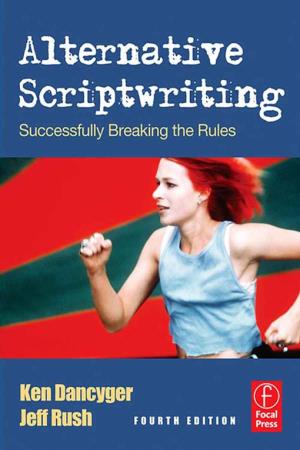 Alternative
Scriptwriting
Successfully Breaking the Rules
Ken Dancyger
Jeff Rush
FOURTH EDITION
Focal
Press